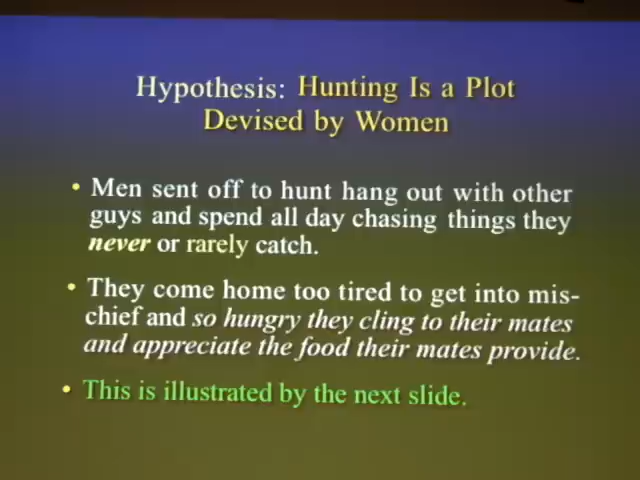 Hypothesis: Hunting Is a Plot
Devised by Women
• Men sent off to hunt hang out with other
guys and spend all day chasing things they
never or rarely catch.
• They come home too tired to get into mis-
chief and so hungry they cling to their mates
and appreciate the food their mates provide.
• This is illustrated by the next slide.